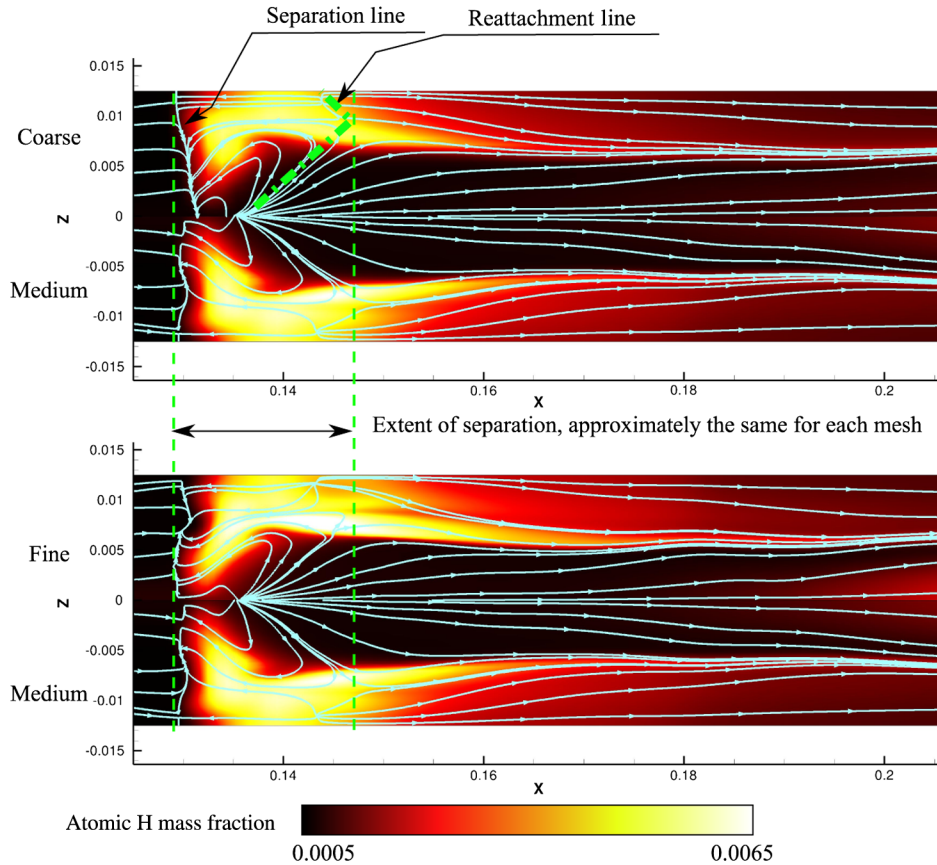 Separation line
Reattachment line
0.015
0.01
Coarse
0.005
0
z
-0.005
Medium
-0.01
-0.015
0.14
0.16
0.18
0.2
x
Extent of separation, approximately the same for each mesh
0.015
0.01
Fine
0.005
0
z
-0.005
Medium
-0.01
-0.015
0.14
0.16
0.18
0.2
x
Atomic H mass fraction
0.0005
0.0065